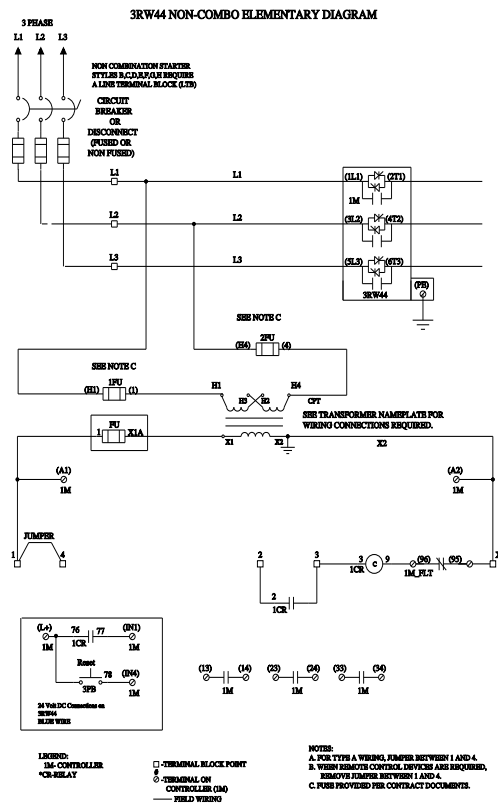 3RW44 NON-COMBO ELEMENTARY DIAGRAM
3 PHASE
L1 L2 L3
NON COMBINATION STARTER
STYLES B,C,D,E,F,G,H REQUIRE
A LINE TERMINAL BLOCK (LTB)
CIRCUIT
BREAKER
OR
DISCONNECT
(FUSED OR
NON FUSED)
L1 L1 (1L1) (2T1)
1M
L2 L2 (3L2) (4T2)
L3 L3 (5L3) (6T3)
3RW44
(PE)
SEE NOTE C
2FU
(H4) (4)
SEE NOTE C
1FU
(H1) (1)
H1 H3 H2 H4
CPT
SEE TRANSFORMER NAMEPLATE FOR
WIRING CONNECTIONS REQUIRED.
FU
1 X1A X1 X2 X2
(A1) (A2)
1M 1M
JUMPER
1 4 2 3 3 9 (96) (95)
C
1CR 1M_FLT
2
1CR
(L+) 76 77 (IN1)
1M 1CR 1M
Reset
78 (IN4)
3PB 1M
24 Volt DC Connections on
3RW44
BLUE WIRE
(13) (14) (23) (24) (33) (34)
1M 1M 1M
LEGEND:
1M- CONTROLLER
*CR-RELAY
-TERMINAL BLOCK POINT
#
-TERMINAL ON
CONTROLLER (1M)
FIELD WIRING
NOTES:
A. FOR TYPE A WIRING, JUMPER BETWEEN 1 AND 4.
B. WHEN REMOTE CONTROL DEVICES ARE REQUIRED,
REMOVE JUMPER BETWEEN 1 AND 4.
C. FUSE PROVIDED PER CONTRACT DOCUMENTS.